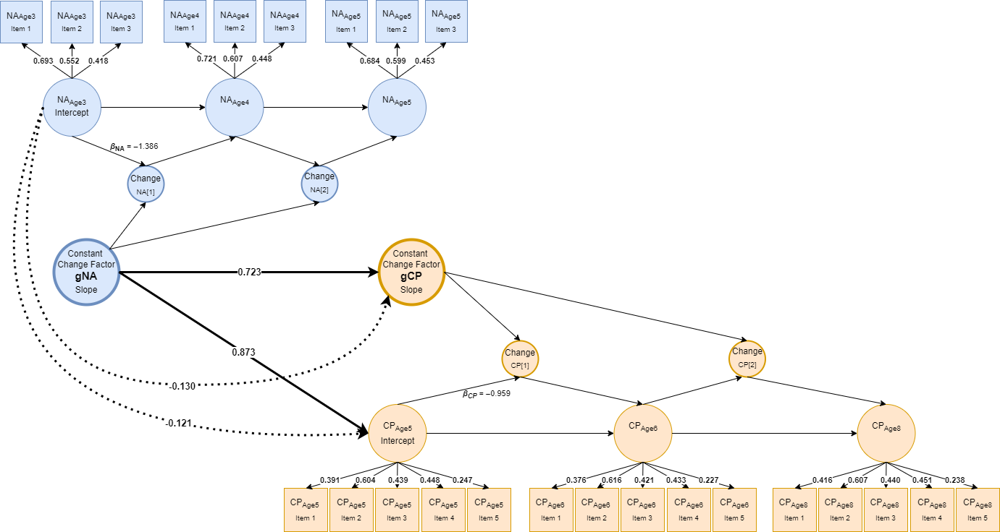 NAAge3
Item 1
NAAge3
Item 2
NAAge3
Item 3
NAAge4
Item 1
NAAge4
Item 2
NAAge4
Item 3
NAAge5
Item 1
NAAge5
Item 2
NAAge5
Item 3
0.693
0.552
0.418
0.721
0.607
0.448
0.684
0.599
0.453
NAAge3
Intercept
NAAge4
NAAge5
βNA = −1.386
Change
NA[1]
Change
NA[2]
Constant
Change Factor
gNA
Slope
0.723
Constant
Change Factor
gCP
Slope
0.873
Change
CP[1]
Change
CP[2]
-0.130
βCP = −0.959
-0.121
CPAge5
Intercept
CPAge6
CPAge8
0.391
0.604
0.439
0.448
0.247
0.376
0.616
0.421
0.433
0.227
0.416
0.607
0.440
0.451
0.238
CPAge5
Item 1
CPAge5
Item 2
CPAge5
Item 3
CPAge5
Item 4
CPAge5
Item 5
CPAge6
Item 1
CPAge6
Item 2
CPAge6
Item 3
CPAge6
Item 4
CPAge6
Item 5
CPAge8
Item 1
CPAge8
Item 2
CPAge8
Item 3
CPAge8
Item 4
CPAge8
Item 5